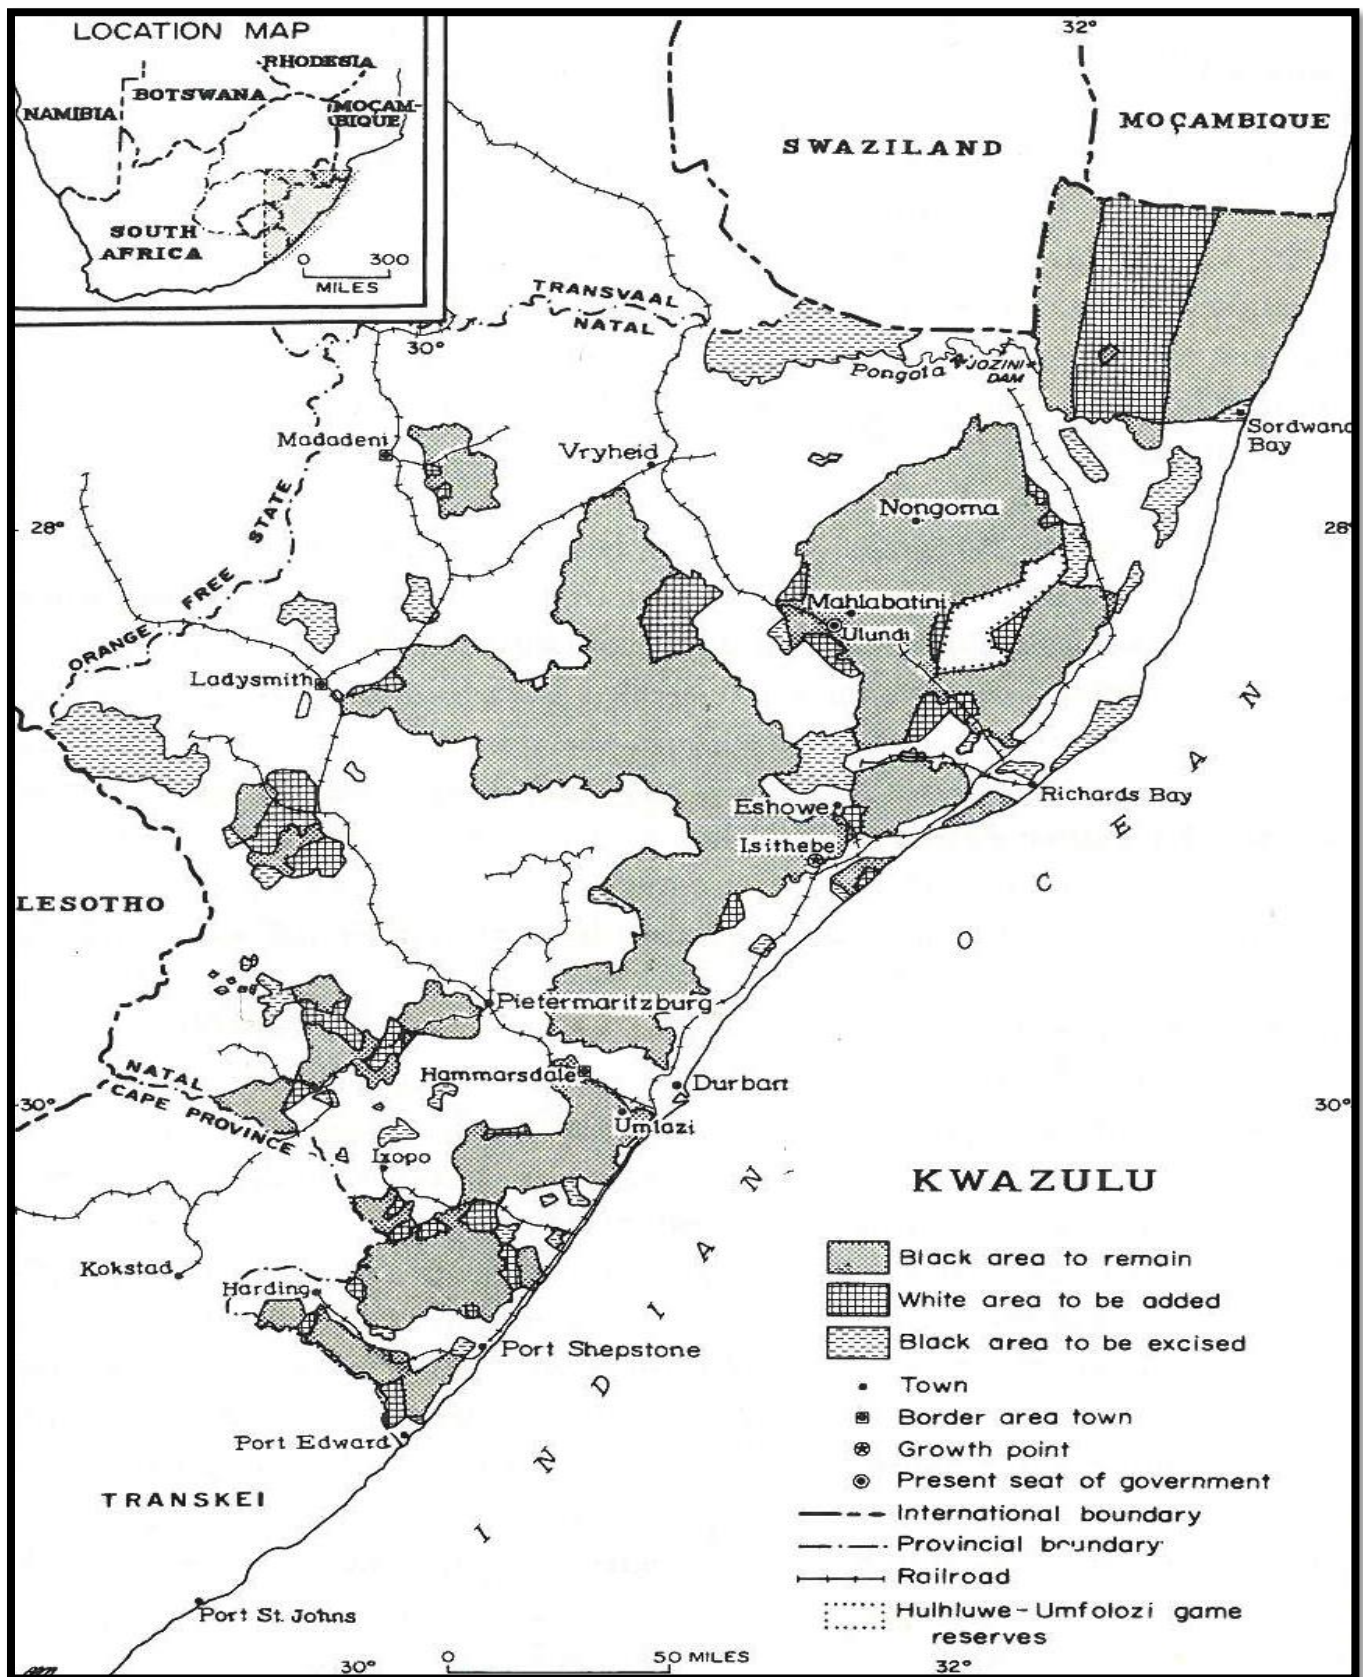 LOCATION MAP
RHODESIA
BOTSWANA
NAMIBIA
MOÇAM-
BIQUE
SOUTH
AFRICA
0 300
MILES
32°
MOÇAMBIQUE
SWAZILAND
TRANSVAAL
NATAL
30°
Pongola
JOZINI
DAM
Sordwana
Bay
Madadeni
Vryheid
Nongoma
28°
28°
ORANGE FREE STATE
Mahlabatini
Ulundi
Ladysmith
Richards Bay
Eshowe
Isithebe
LESOTHO
Pietermaritzburg
Hammarsdale
Durban
NATAL
CAPE PROVINCE
30°
30°
Umlazi
Ixopo
Kokstad
Harding
Port Shepstone
Port Edward
TRANSKEI
Port St. Johns
INDIAN OCEAN
KWAZULU
Black area to remain
White area to be added
Black area to be excised
Town
Border area town
Growth point
Present seat of government
International boundary
Provincial boundary
Railroad
Hulhluwe-Umfolozi game
reserves
30°
0 50 MILES
32°